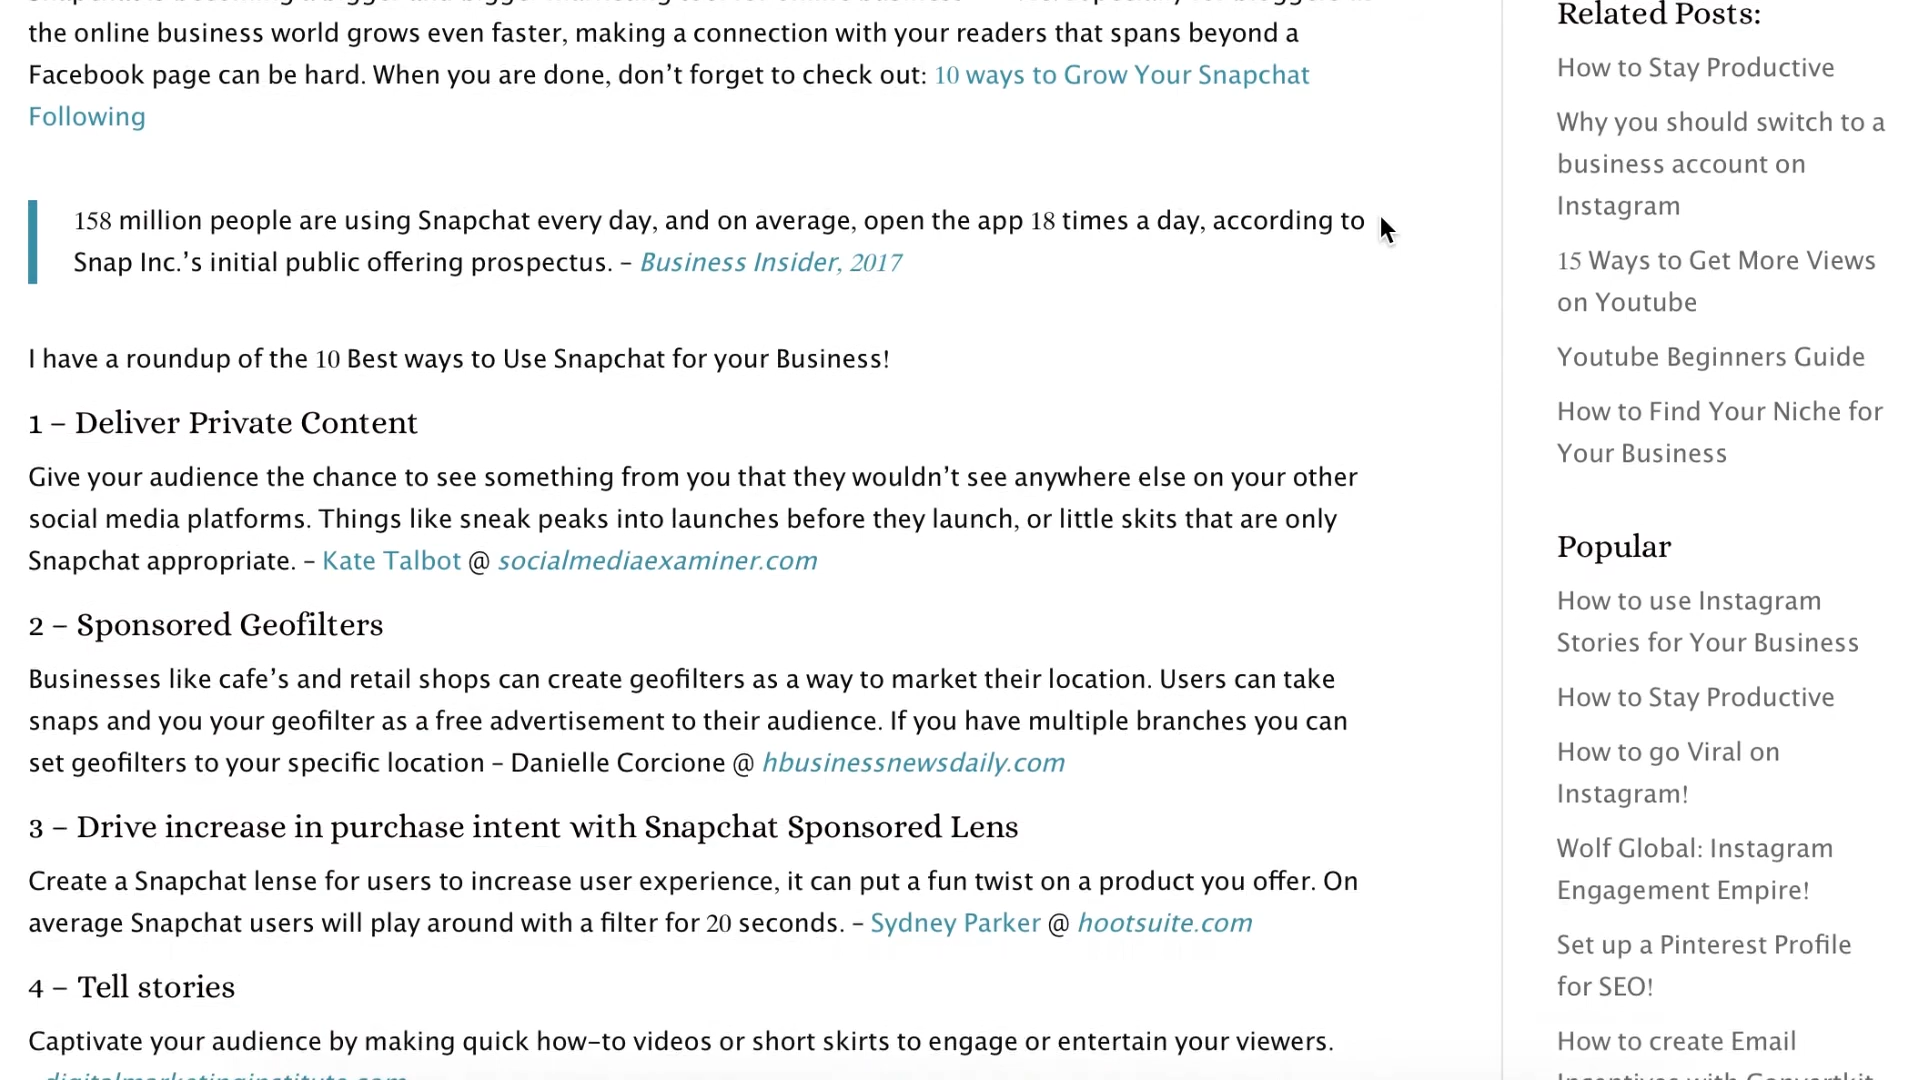 the online business world grows even faster, making a connection with your readers that spans beyond a
Facebook page can be hard. When you are done, don’t forget to check out: 10 ways to Grow Your Snapchat
Following
158 million people are using Snapchat every day, and on average, open the app 18 times a day, according to
Snap Inc.’s initial public offering prospectus. – Business Insider, 2017
I have a roundup of the 10 Best ways to Use Snapchat for your Business!
1 – Deliver Private Content
Give your audience the chance to see something from you that they wouldn’t see anywhere else on your other
social media platforms. Things like sneak peaks into launches before they launch, or little skits that are only
Snapchat appropriate. – Kate Talbot @ socialmediaexaminer.com
2 – Sponsored Geofilters
Businesses like cafe’s and retail shops can create geofilters as a way to market their location. Users can take
snaps and you your geofilter as a free advertisement to their audience. If you have multiple branches you can
set geofilters to your specific location – Danielle Corcione @ hbusinessnewsdaily.com
3 – Drive increase in purchase intent with Snapchat Sponsored Lens
Create a Snapchat lense for users to increase user experience, it can put a fun twist on a product you offer. On
average Snapchat users will play around with a filter for 20 seconds. – Sydney Parker @ hootsuite.com
4 – Tell stories
Captivate your audience by making quick how-to videos or short skirts to engage or entertain your viewers.
– digitalmarketinginstitute.com
Related Posts:
How to Stay Productive
Why you should switch to a
business account on
Instagram
15 Ways to Get More Views
on Youtube
Youtube Beginners Guide
How to Find Your Niche for
Your Business
Popular
How to use Instagram
Stories for Your Business
How to Stay Productive
How to go Viral on
Instagram!
Wolf Global: Instagram
Engagement Empire!
Set up a Pinterest Profile
for SEO!
How to create Email
Incentives with Convertkit